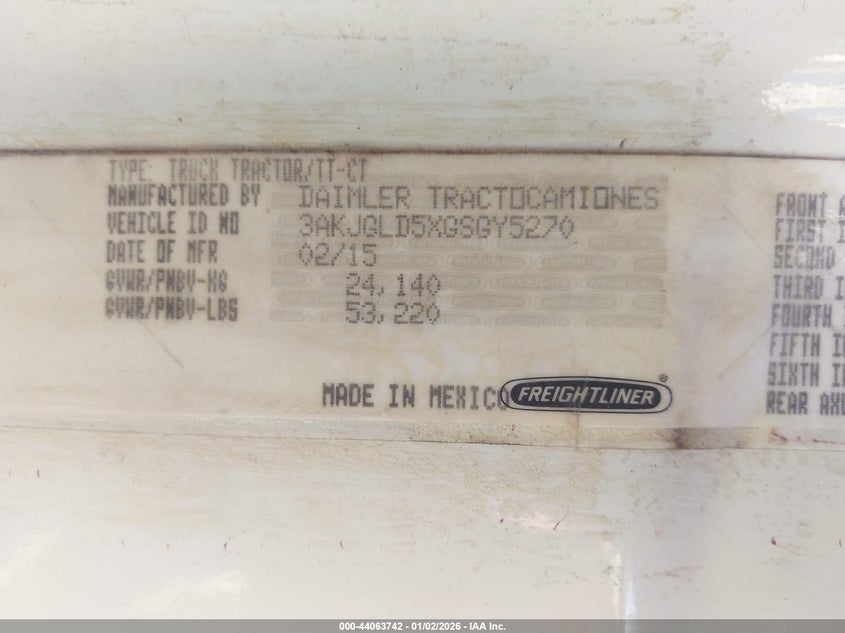 TYPE: TRUCK TRACTOR/TT-CT
MANUFACTURED BY DAIMLER TRACTOCAMIONES
VEHICLE ID NO 3AKJGLD5XGSGY5270
DATE OF MFR 02/15
GVWR/PNBV-KG 24,140
GVWR/PNBV-LBS 53,220
MADE IN MEXICO FREIGHTLINER ®
FRONT A
FIRST I
SECOND
THIRD I
FOURTH
FIFTH IN
SIXTH IN
REAR AX
000-44063742 - 01/02/2026 - IAA Inc.